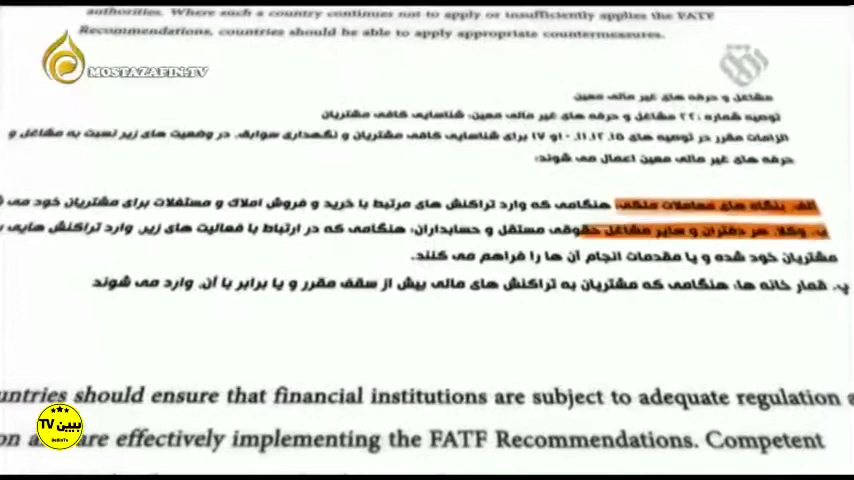 authorities. Where such a country continues not to apply or insufficiently applies the FATF
Recommendations, countries should be able to apply appropriate countermeasures.
MOSTAZAFIN.TV
مشاغل و حرفه های غیر مالی معین
توصیه شماره ۲۲: مشاغل و حرفه های غیر مالی معین، شناسایی کافی مشتریان
الزامات مقرر در توصیه های ۱۰، ۱۱، ۱۲، ۱۵ و ۱۷ برای شناسایی کافی مشتریان و نگهداری سوابق، در وضعیت های زیر نسبت به مشاغل و
حرفه های غیر مالی معین اعمال می شوند:
الف. بنگاه های معاملات ملکی، هنگامی که وارد تراکنش های مرتبط با خرید و فروش املاک و مستغلات برای مشتریان خود می
ب. وکلا، سر دفتران و سایر مشاغل حقوقی مستقل و حسابداران، هنگامی که در ارتباط با فعالیت های زیر، وارد تراکنش هایی
مشتریان خود شده و یا مقدمات انجام آن ها را فراهم می کنند.
پ. قمار خانه ها، هنگامی که مشتریان به تراکنش های مالی بیش از سقف مقرر و یا برابر با آن، وارد می شوند
untries should ensure that financial institutions are subject to adequate regulation a
on a are effectively implementing the FATF Recommendations. Competent
ببین TV